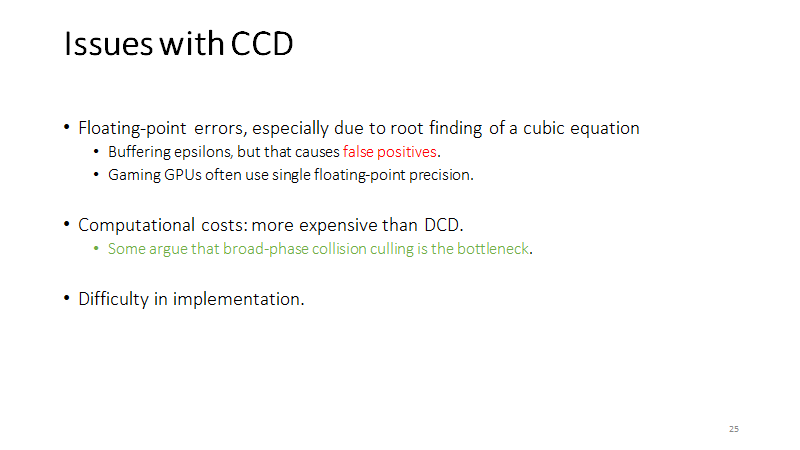 Issues with CCD
• Floating-point errors, especially due to root finding of a cubic equation
• Buffering epsilons, but that causes false positives.
• Gaming GPUs often use single floating-point precision.
• Computational costs: more expensive than DCD.
• Some argue that broad-phase collision culling is the bottleneck.
• Difficulty in implementation.
25